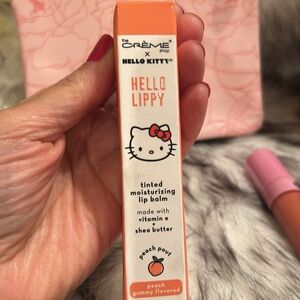 the
CRÈME®
shop
x
HELLO KITTY™
HELLO
LIPPY
tinted
moisturizing
lip balm
made with
vitamin e
+
shea butter
peach pout
peach
gummy flavored